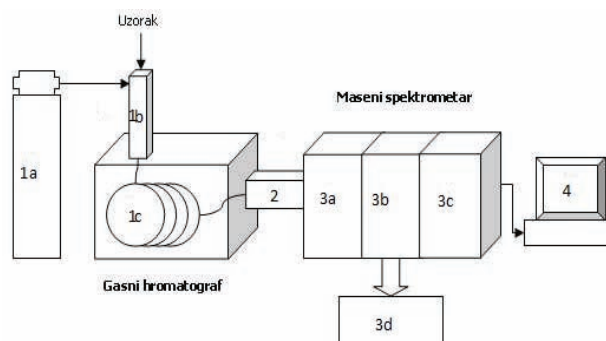 Uzorak
Maseni spektrometar
1a
1b
1c
2
3a
3b
3c
4
Gasni hromatograf
3d